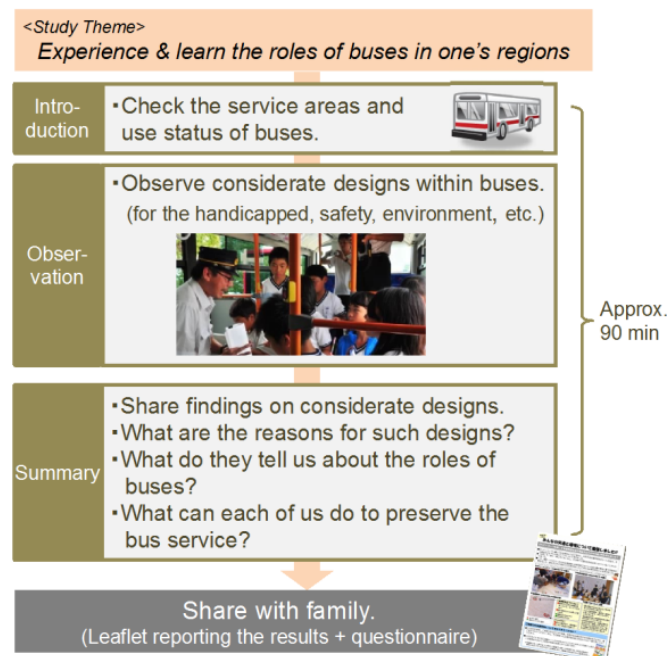 <Study Theme>
Experience & learn the roles of buses in one's regions
Intro-
duction
・Check the service areas and
use status of buses.
Obser-
vation
・Observe considerate designs within buses.
(for the handicapped, safety, environment, etc.)
Approx.
90 min
Summary
・Share findings on considerate designs.
・What are the reasons for such designs?
・What do they tell us about the roles of
buses?
・What can each of us do to preserve the
bus service?
Share with family.
(Leaflet reporting the results + questionnaire)